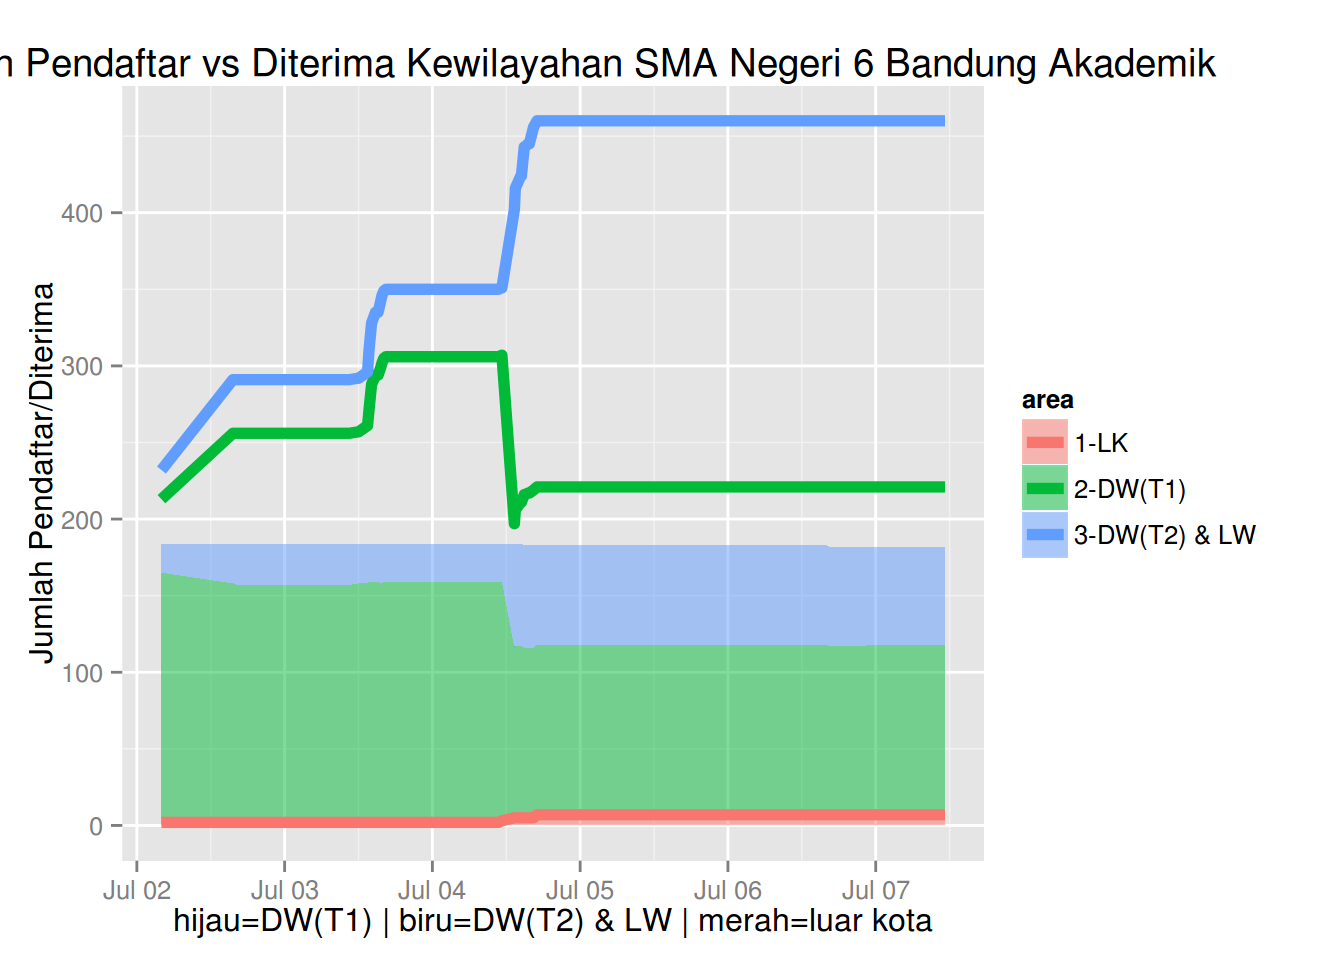 Pendaftar vs Diterima Kewilayahan SMA Negeri 6 Bandung Akademik
Jumlah Pendaftar/Diterima
400
300
200
100
0
Jul 02 Jul 03 Jul 04 Jul 05 Jul 06 Jul 07
hijau=DW(T1) | biru=DW(T2) & LW | merah=luar kota
area
1-LK
2-DW(T1)
3-DW(T2) & LW